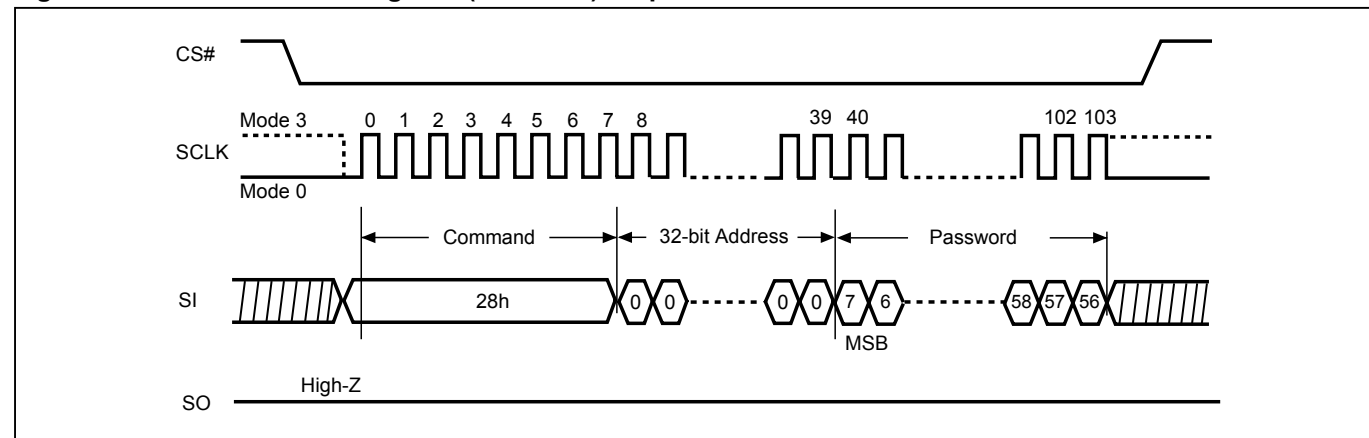 CS#
Mode 3 0 1 2 3 4 5 6 7 8 39 40 102 103
SCLK
Mode 0
Command 32-bit Address Password
SI 28h 0 0 0 0 7 6 58 57 56
MSB
High-Z
SO